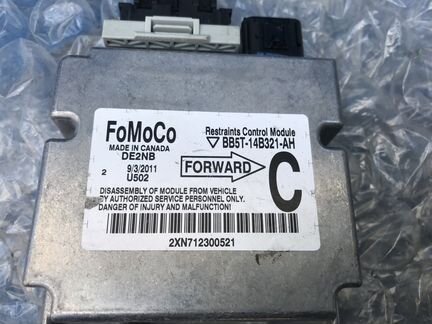 FoMoCo
MADE IN CANADA
DE2NB
9/3/2011
2 U502
Restraints Control Module
BB5T-14B321-AH
FORWARD
C
DISASSEMBLY OF MODULE FROM VEHICLE
BY AUTHORIZED SERVICE PERSONNEL ONLY.
DANGER OF INJURY AND MALFUNCTION!
2XN712300521